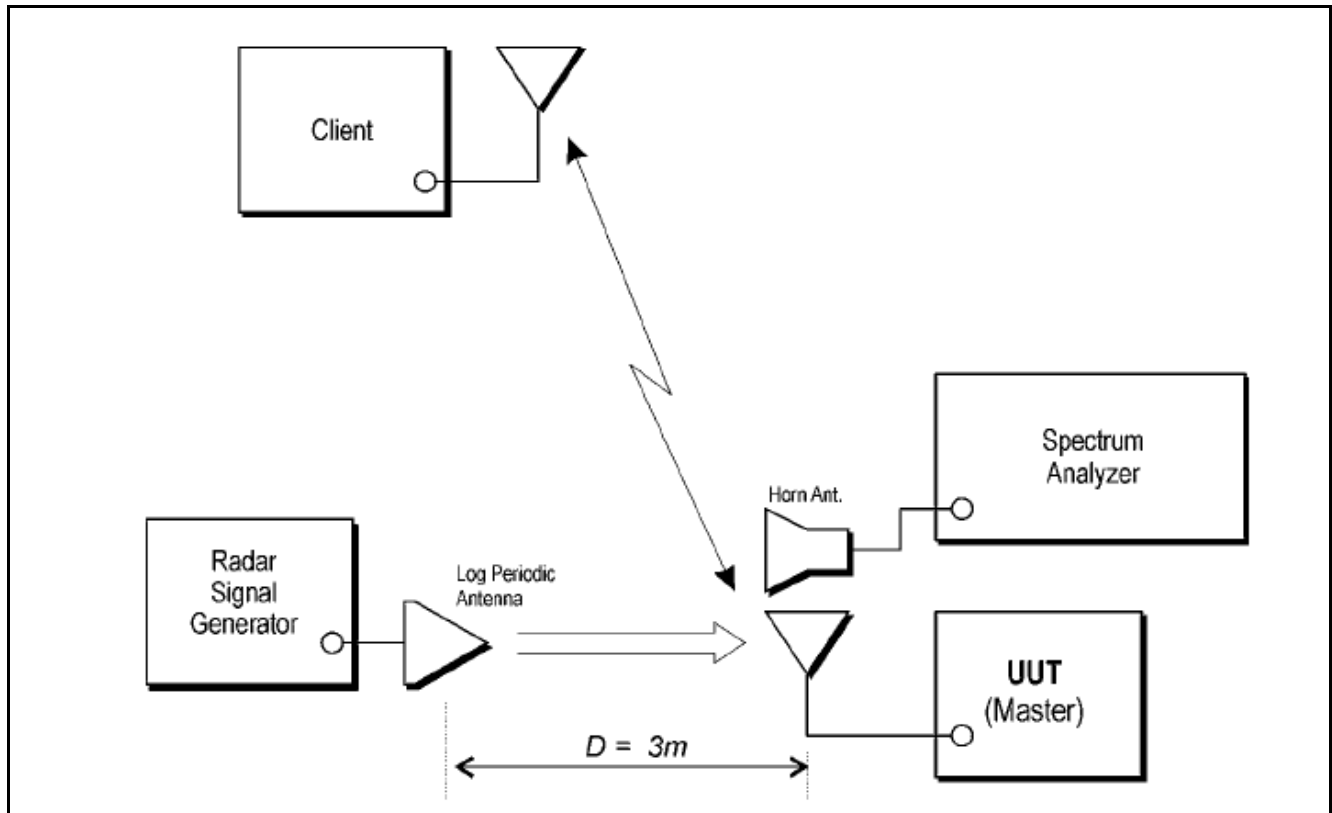 Client
Spectrum
Analyzer
Horn Ant.
Radar
Signal
Generator
Log Periodic
Antenna
UUT
(Master)
D = 3m